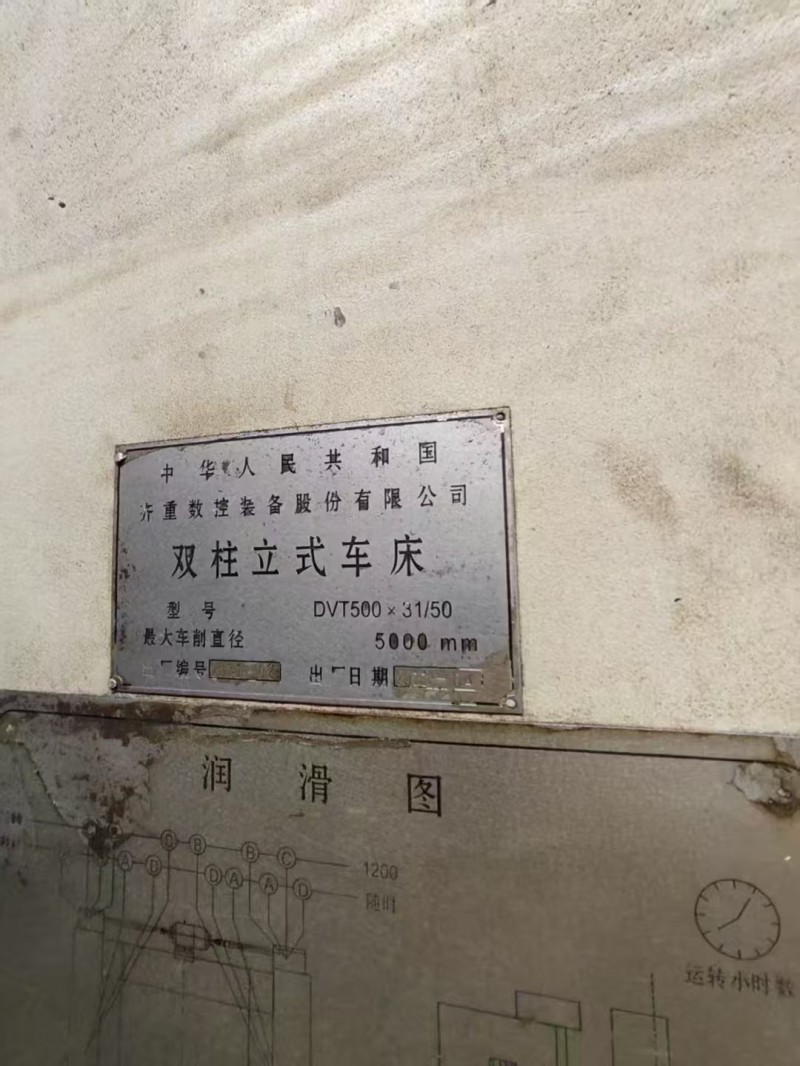 中华人民共和国
重数控装备股份有限公司
双柱立式车床
型号 DVT500×31/50
最大车削直径 5000 mm
出厂编号 出厂日期
润滑图
D B B C 1200
A D D A A D 随时
运转小时数